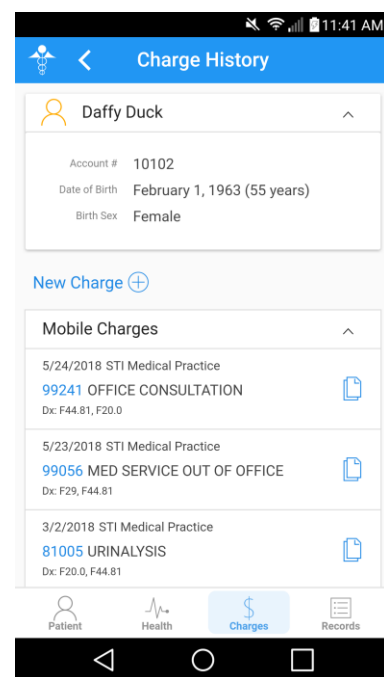 11:41 AM
Charge History
Daffy Duck
Account # 10102
Date of Birth February 1, 1963 (55 years)
Birth Sex Female
New Charge
Mobile Charges
5/24/2018 STI Medical Practice
99241 OFFICE CONSULTATION
Dx: F44.81, F20.0
5/23/2018 STI Medical Practice
99056 MED SERVICE OUT OF OFFICE
Dx: F29, F44.81
3/2/2018 STI Medical Practice
81005 URINALYSIS
Dx: F20.0, F44.81
Patient Health Charges Records